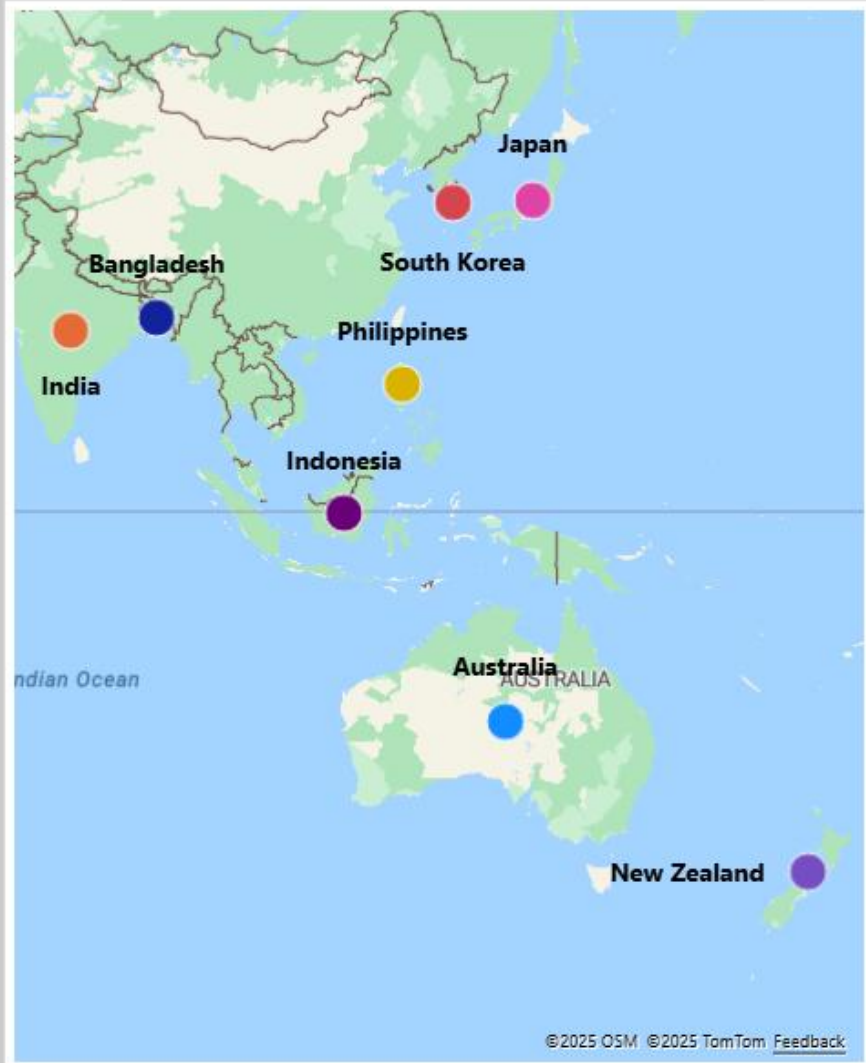 Japan
South Korea
Bangladesh
Philippines
India
Indonesia
Australia
AUSTRALIA
ndian Ocean
New Zealand
©2025 OSM ©2025 TomTom Feedback